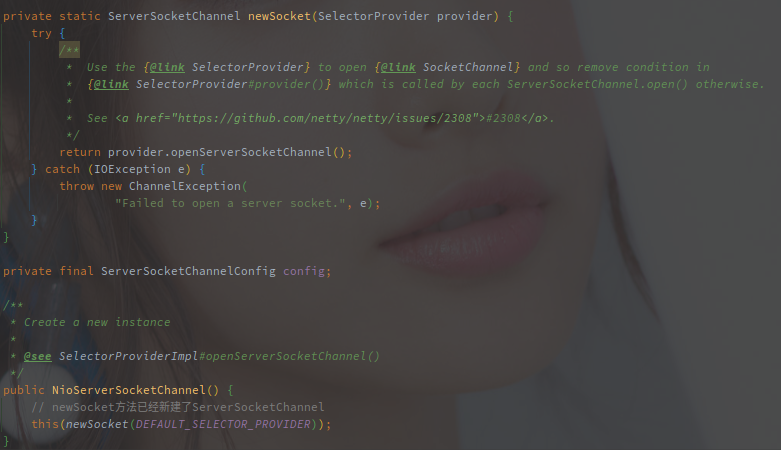 private static ServerSocketChannel newSocket(SelectorProvider provider) {
    try {
        /**
         *  Use the {@link SelectorProvider} to open {@link SocketChannel} and so remove condition in
         *  {@link SelectorProvider#provider()} which is called by each ServerSocketChannel.open() otherwise.
         *
         *  See <a href="https://github.com/netty/netty/issues/2308">#2308</a>.
         */
        return provider.openServerSocketChannel();
    } catch (IOException e) {
        throw new ChannelException(
                "Failed to open a server socket.", e);
    }
}

private final ServerSocketChannelConfig config;

/**
 * Create a new instance
 *
 * @see SelectorProviderImpl#openServerSocketChannel()
 */
public NioServerSocketChannel() {
    // newSocket方法已经新建了ServerSocketChannel
    this(newSocket(DEFAULT_SELECTOR_PROVIDER));
}